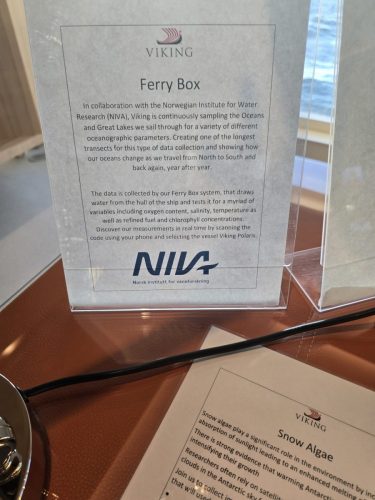 VIKING
Ferry Box
In collaboration with the Norwegian Institute for Water
Research (NIVA), Viking is continuously sampling the Oceans
and Great Lakes we sail through for a variety of different
oceanographic parameters. Creating one of the longest
transects for this type of data collection and showing how
our oceans change as we travel from North to South and
back again, year after year.
The data is collected by our Ferry Box system, that draws
water from the hull of the ship and tests it for a myriad of
variables including oxygen content, salinity, temperature as
well as refined fuel and chlorophyll concentrations.
Discover our measurements in real time by scanning the
code using your phone and selecting the vessel Viking Polaris.
NIVA
Norsk institutt for vannforskning
VIKING
Snow Algae
Snow algae play a significant role in the environment by in
absorption of sunlight leading to an enhanced melting
There is strong evidence that warming Antarct
intensifying their growth
Researchers often rely on satellite
clouds in the Antarctic sky
Join us to collect
that will